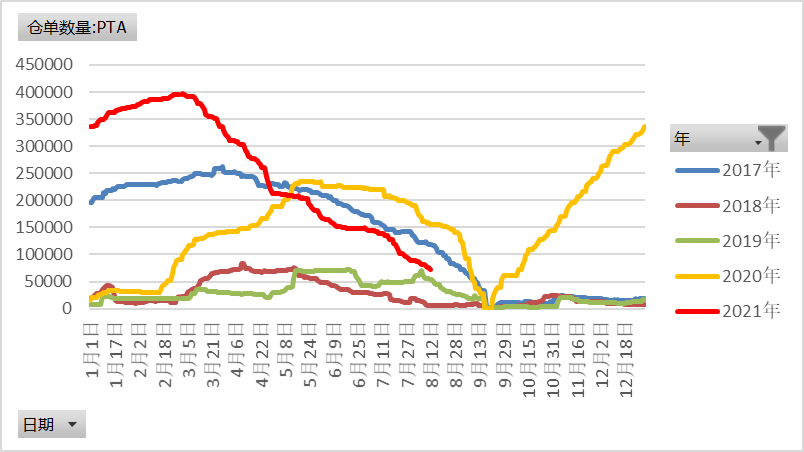 仓单数量:PTA
450000
400000
350000
300000
250000
200000
150000
100000
50000
0
1月1日
1月17日
2月2日
2月18日
3月5日
3月21日
4月6日
4月22日
5月8日
5月24日
6月9日
6月25日
7月11日
7月27日
8月12日
8月28日
9月13日
9月29日
10月15日
10月31日
11月16日
12月2日
12月18日
年
2017年
2018年
2019年
2020年
2021年
日期